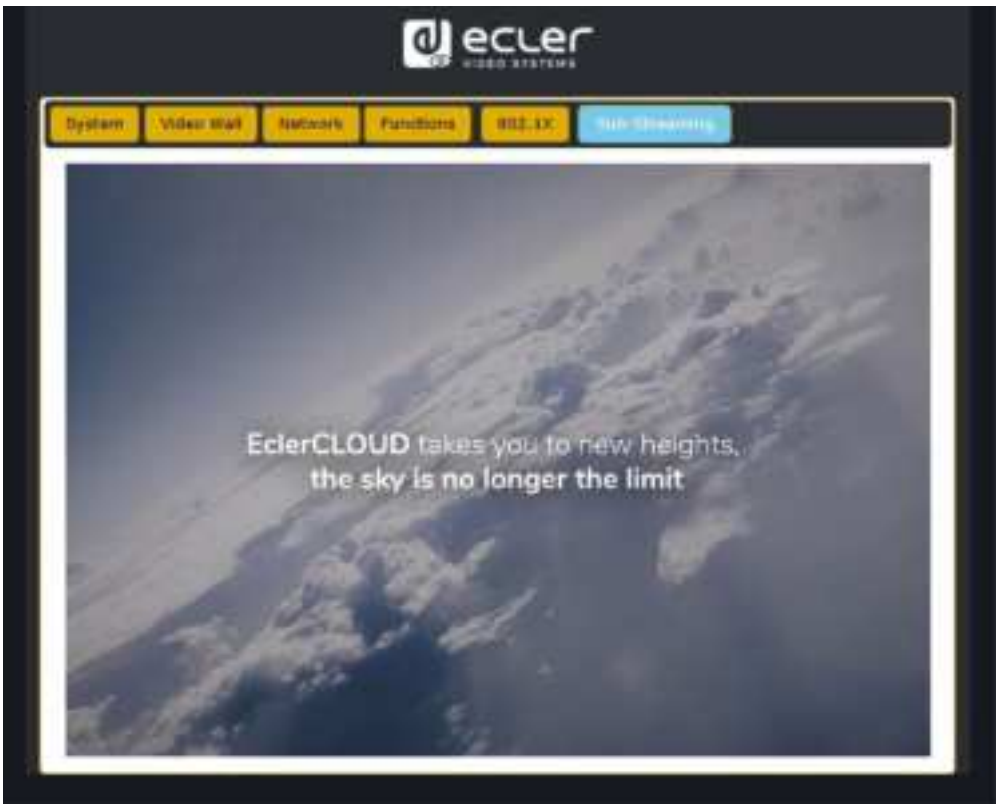 ecler
VIDEO SYSTEMS
System
Video Wall
Network
Functions
802.1X
Sub Streaming
EclerCLOUD takes you to new heights,
the sky is no longer the limit